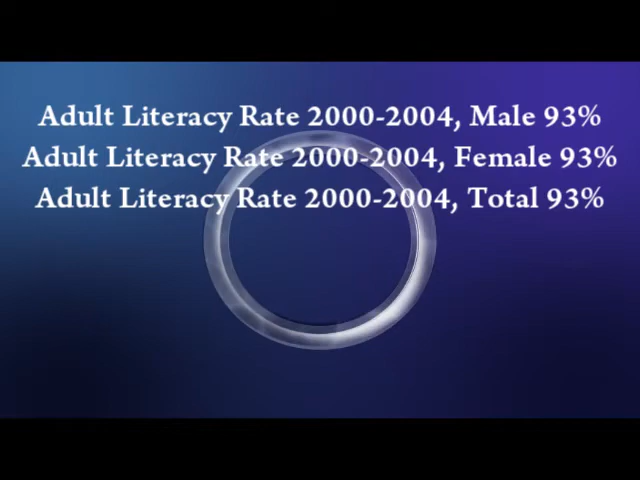 Adult Literacy Rate 2000-2004, Male 93%
Adult Literacy Rate 2000-2004, Female 93%
Adult Literacy Rate 2000-2004, Total 93%